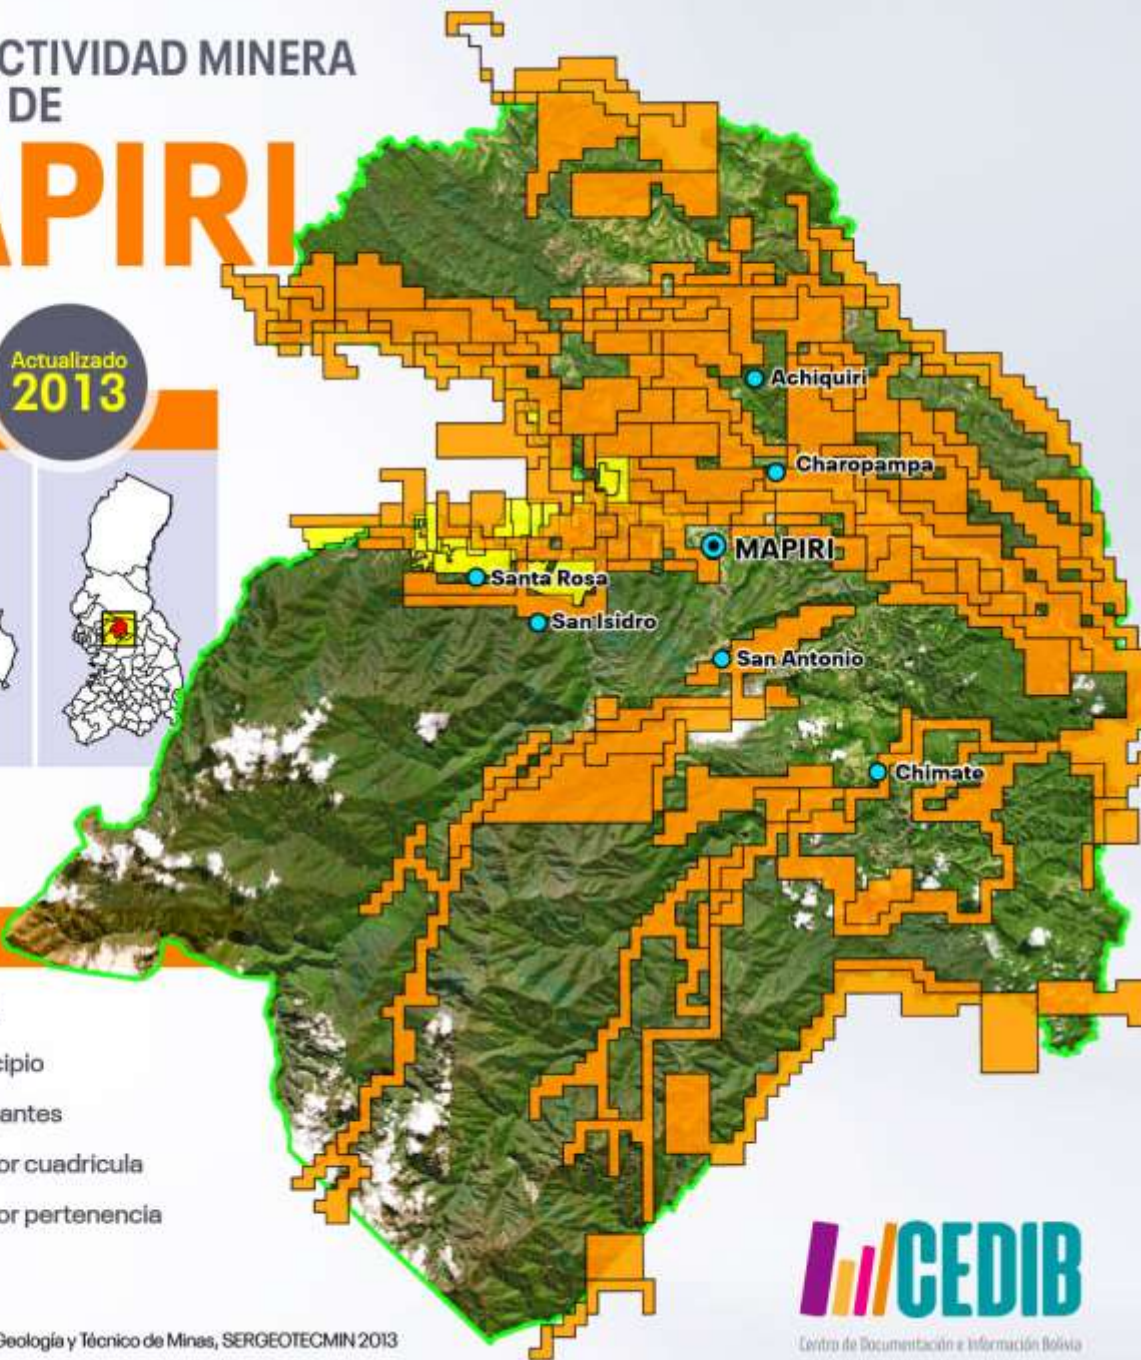 CTIVIDAD MINERA
DE
APIRI
Actualizado
2013
Achiquiri
Charopampa
MAPIRI
Santa Rosa
San Isidro
San Antonio
Chimate
cipio
antes
or cuadricula
or pertenencia
Geología y Técnico de Minas, SERGEOTECMIN 2013
CEDIB
Centro de Documentación e Información Bolivia